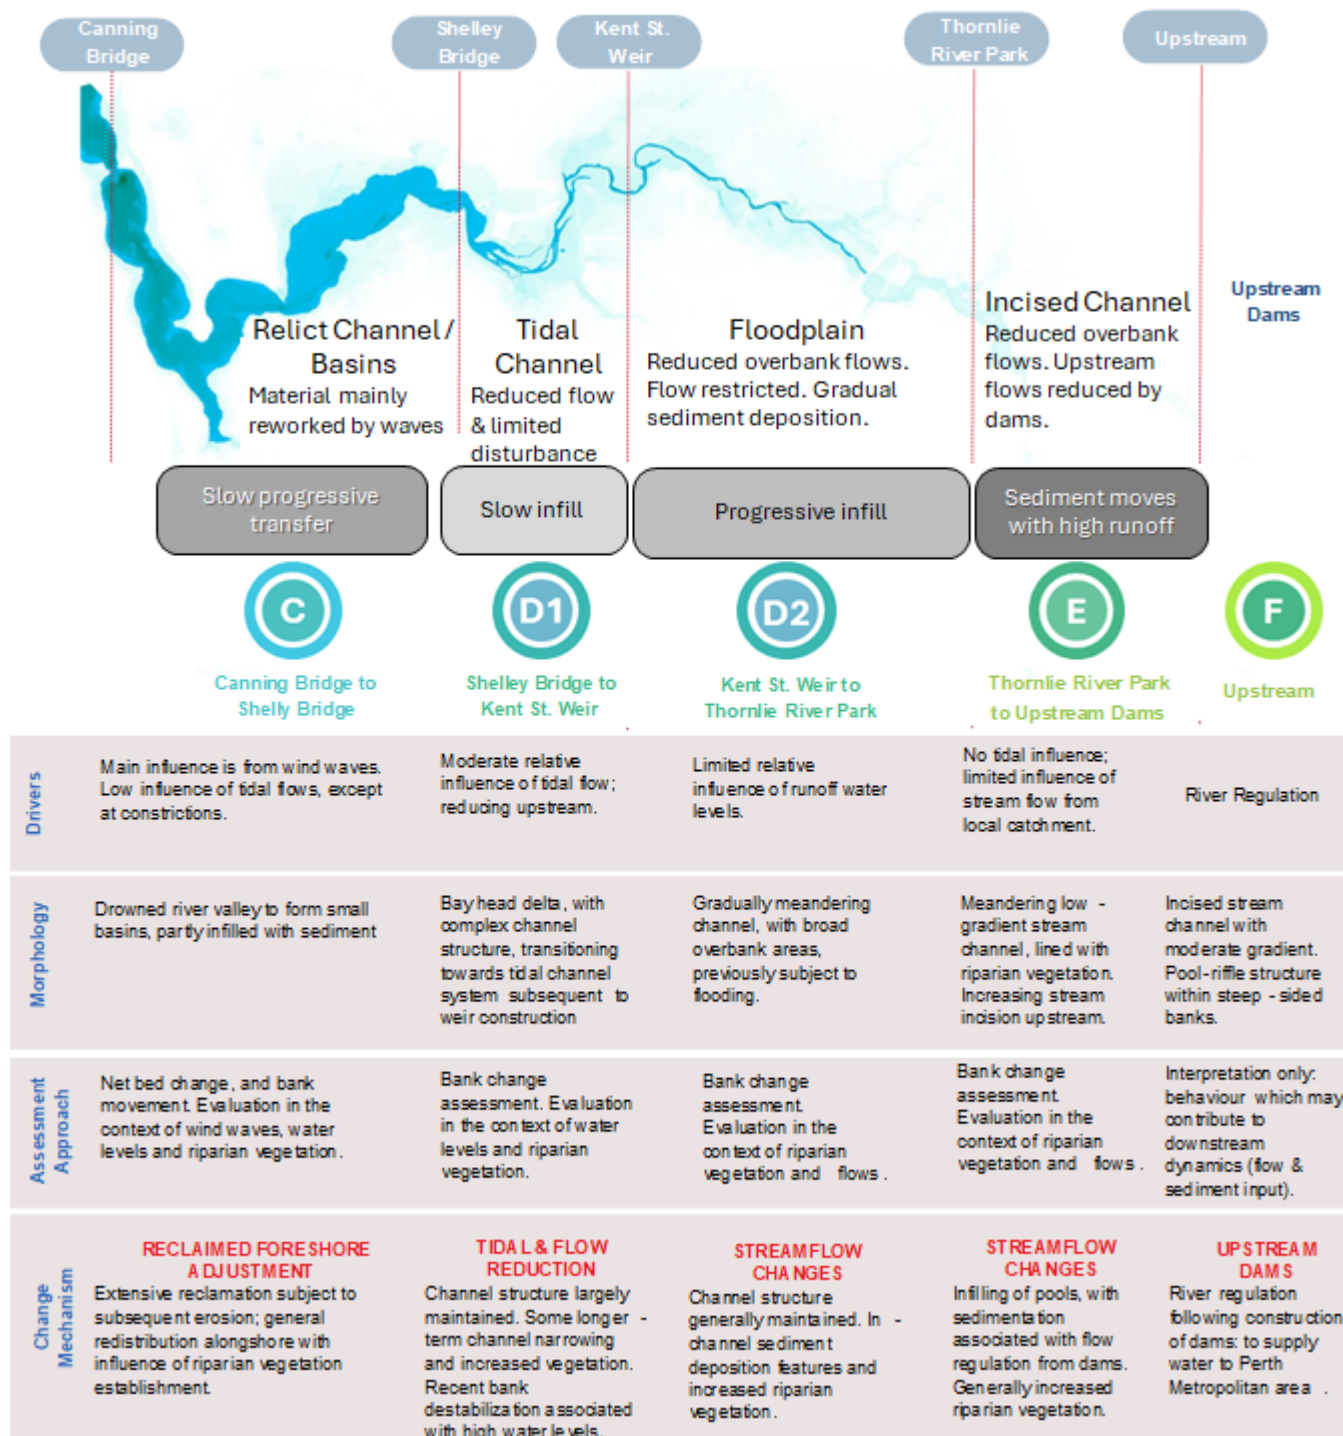 Canning
Bridge
Shelley
Bridge
Kent St.
Weir
Thornlie
River Park
Upstream
Relict Channel /
Basins
Material mainly
reworked by waves
Tidal
Channel
Reduced flow
& limited
disturbance
Floodplain
Reduced overbank flows.
Flow restricted. Gradual
sediment deposition.
Incised Channel
Reduced overbank
flows. Upstream
flows reduced by
dams.
Upstream
Dams
Slow progressive
transfer
Slow infill
Progressive infill
Sediment moves
with high runoff
C
D1
D2
E
F
Canning Bridge to
Shelly Bridge
Shelley Bridge to
Kent St. Weir
Kent St. Weir to
Thornlie River Park
Thornlie River Park
to Upstream Dams
Upstream
Drivers
Main influence is from wind waves.
Low influence of tidal flows, except
at constrictions.
Moderate relative
influence of tidal flow;
reducing upstream.
Limited relative
influence of runoff water
levels.
No tidal influence;
limited influence of
stream flow from
local catchment.
River Regulation
Morphology
Drowned river valley to form small
basins, partly infilled with sediment
Bay head delta, with
complex channel
structure, transitioning
towards tidal channel
system subsequent to
weir construction
Gradually meandering
channel, with broad
overbank areas,
previously subject to
flooding.
Meandering low -
gradient stream
channel, lined with
riparian vegetation.
Increasing stream
incision upstream.
Incised stream
channel with
moderate gradient.
Pool-riffle structure
within steep - sided
banks.
Assessment
Approach
Net bed change, and bank
movement. Evaluation in the
context of wind waves, water
levels and riparian vegetation.
Bank change
assessment. Evaluation
in the context of water
levels and riparian
vegetation.
Bank change
assessment.
Evaluation in the
context of riparian
vegetation and flows .
Bank change
assessment.
Evaluation in the
context of riparian
vegetation and flows .
Interpretation only:
behaviour which may
contribute to
downstream
dynamics (flow &
sediment input).
Change
Mechanism
RECLAIMED FORESHORE
ADJUSTMENT
Extensive reclamation subject to
subsequent erosion; general
redistribution alongshore with
influence of riparian vegetation
establishment.
TIDAL & FLOW
REDUCTION
Channel structure largely
maintained. Some longer -
term channel narrowing
and increased vegetation.
Recent bank
destabilization associated
with high water levels.
STREAMFLOW
CHANGES
Channel structure
generally maintained. In -
channel sediment
deposition features and
increased riparian
vegetation.
STREAMFLOW
CHANGES
Infilling of pools, with
sedimentation
associated with flow
regulation from dams.
Generally increased
riparian vegetation.
UPSTREAM
DAMS
River regulation
following construction
of dams: to supply
water to Perth
Metropolitan area .